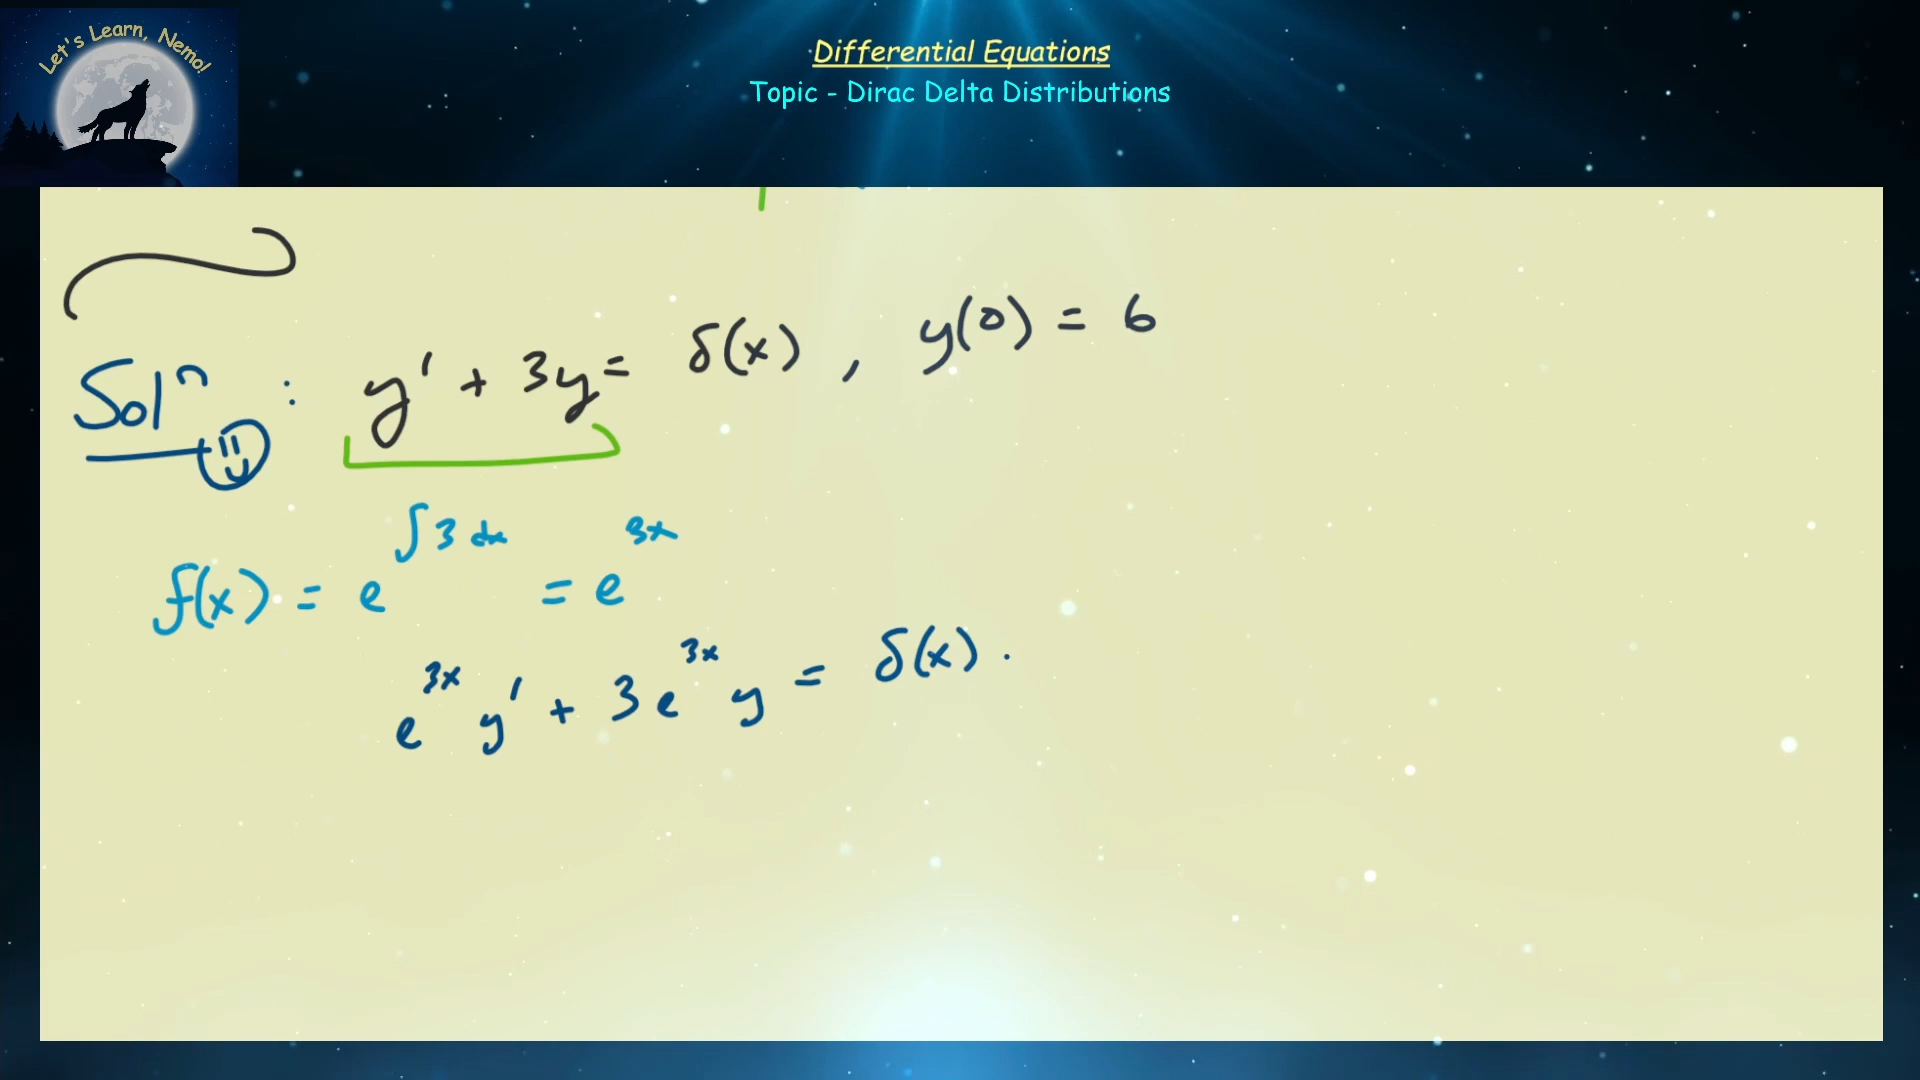 Let's Learn, Nemo!
Differential Equations
Topic - Dirac Delta Distributions
Solⁿ : y' + 3y = δ(x) , y(0) = 6
f(x) = e^{∫3 dx} = e^{3x}
e^{3x} y' + 3e^{3x} y = δ(x) ·